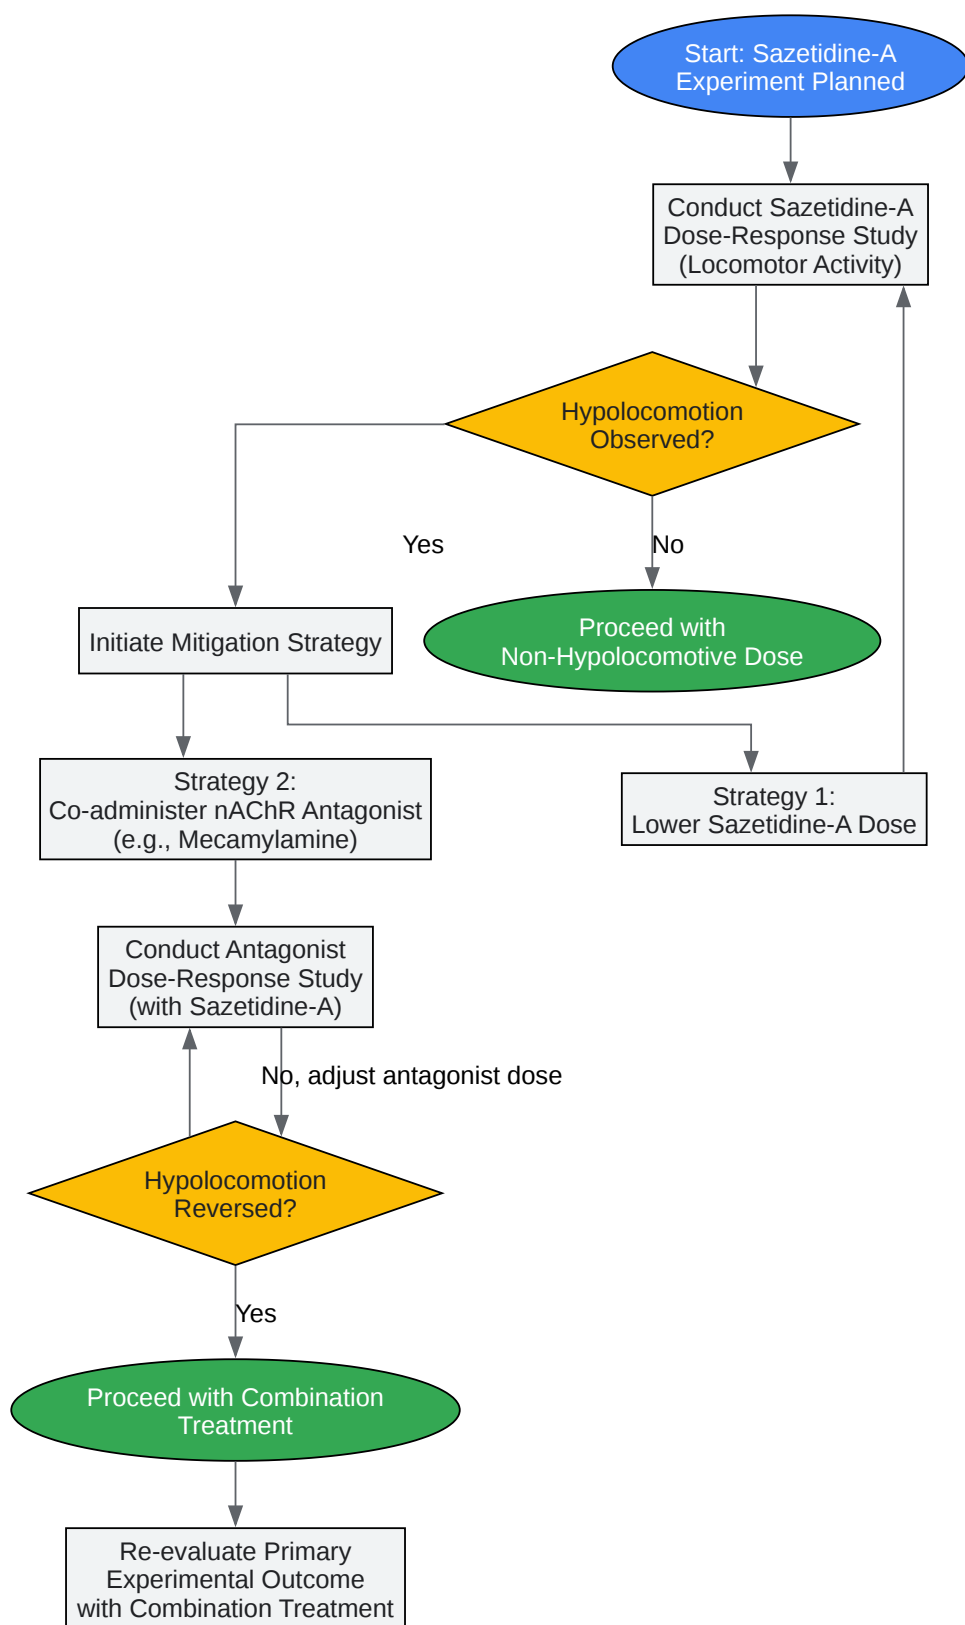 Start: Sazetidine-A
Experiment Planned
Conduct Sazetidine-A
Dose-Response Study
(Locomotor Activity)
Hypolocomotion
Observed?
Yes
No
Initiate Mitigation Strategy
Proceed with
Non-Hypolocomotive Dose
Strategy 2:
Co-administer nAChR Antagonist
(e.g., Mecamylamine)
Strategy 1:
Lower Sazetidine-A Dose
Conduct Antagonist
Dose-Response Study
(with Sazetidine-A)
No, adjust antagonist dose
Hypolocomotion
Reversed?
Yes
Proceed with Combination
Treatment
Re-evaluate Primary
Experimental Outcome
with Combination Treatment